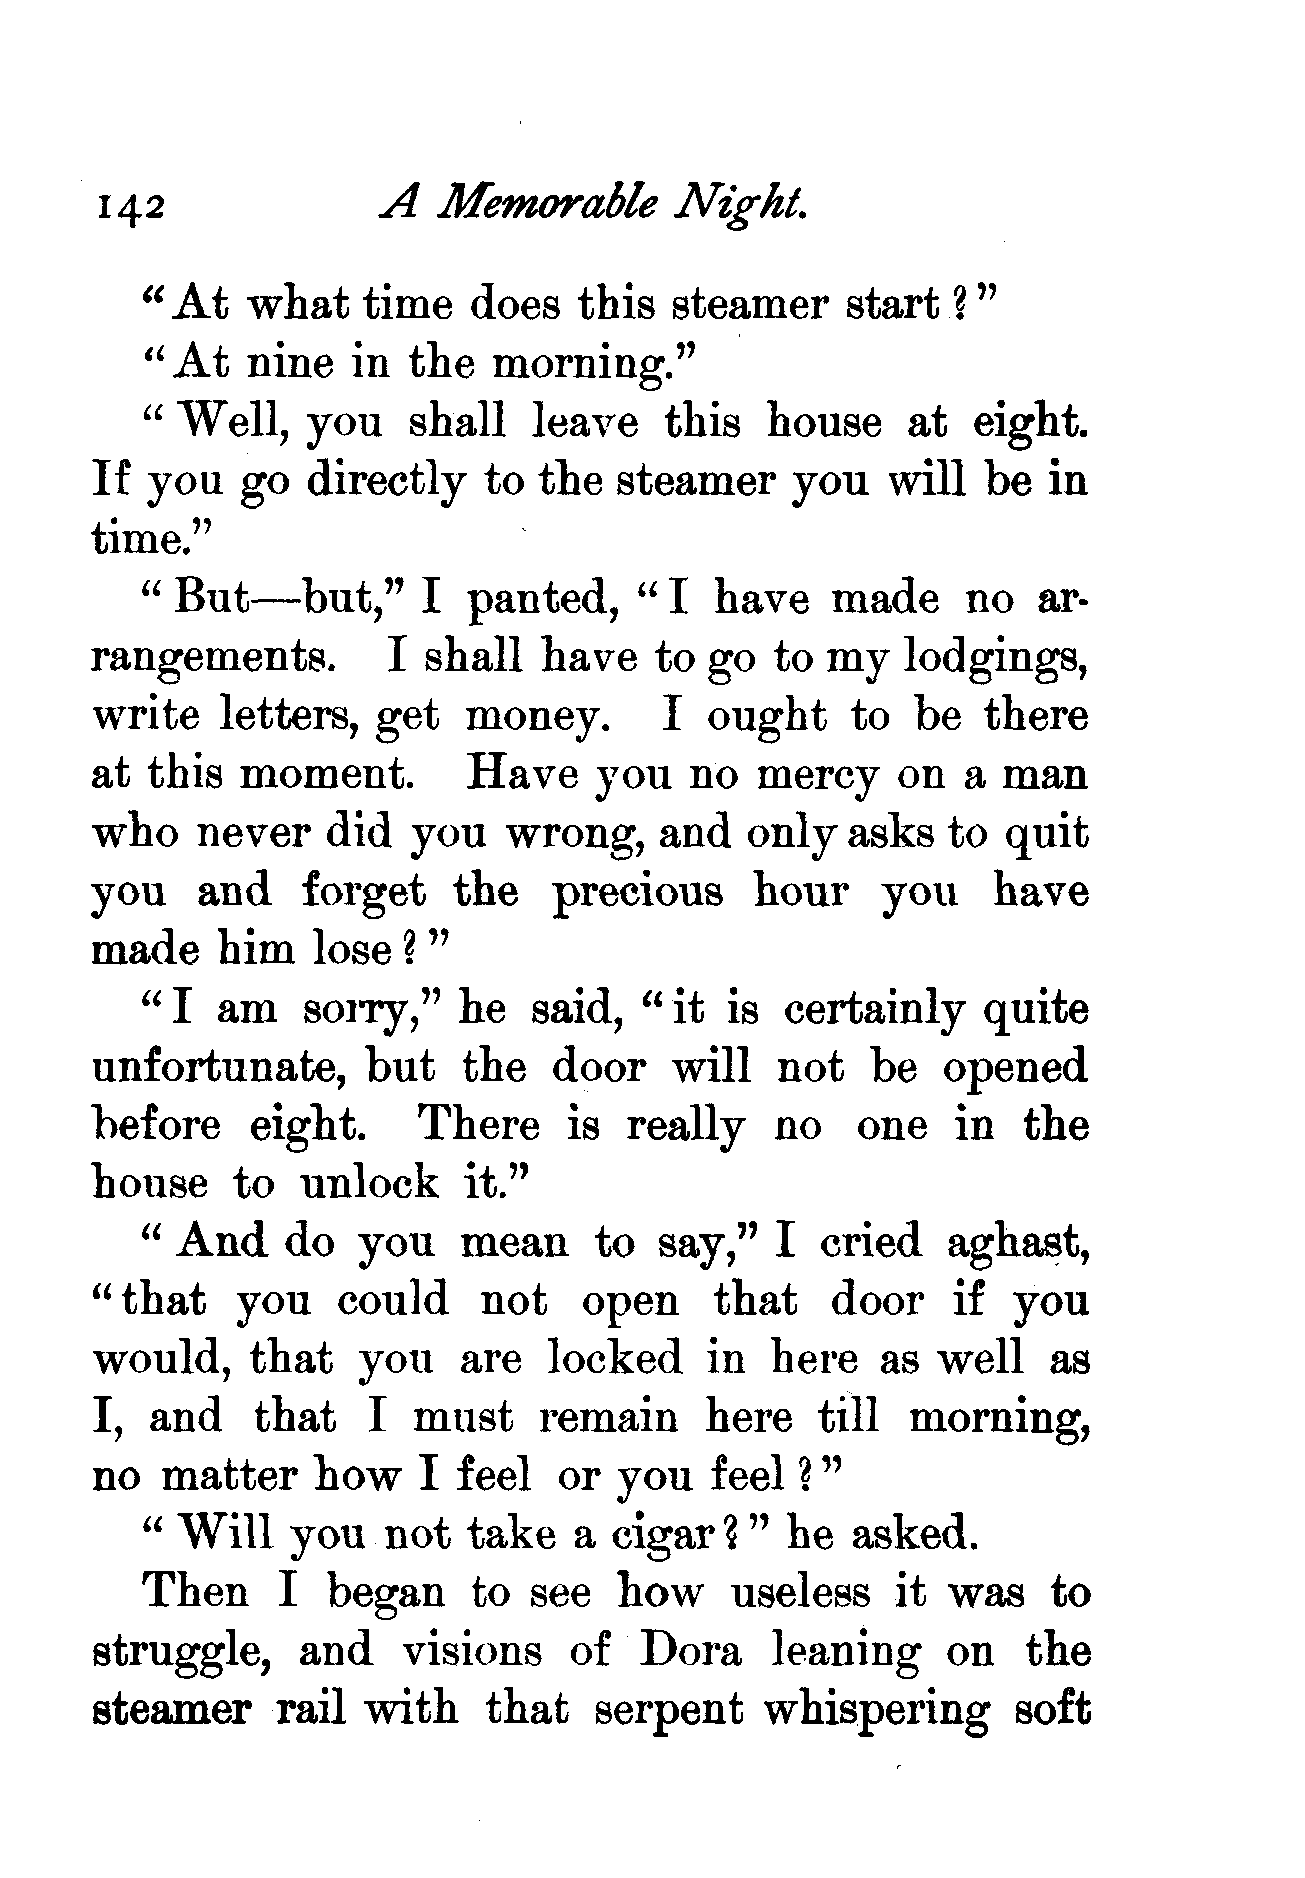 142 A Memorable Night.
“At what time does this steamer start?”
“At nine in the morning.”
“Well, you shall leave this house at eight.
If you go directly to the steamer you will be in
time.”
“But—but,” I panted, “I have made no ar-
rangements. I shall have to go to my lodgings,
write letters, get money. I ought to be there
at this moment. Have you no mercy on a man
who never did you wrong, and only asks to quit
you and forget the precious hour you have
made him lose?”
“I am sorry,” he said, “it is certainly quite
unfortunate, but the door will not be opened
before eight. There is really no one in the
house to unlock it.”
“And do you mean to say,” I cried aghast,
“that you could not open that door if you
would, that you are locked in here as well as
I, and that I must remain here till morning,
no matter how I feel or you feel?”
“Will you not take a cigar?” he asked.
Then I began to see how useless it was to
struggle, and visions of Dora leaning on the
steamer rail with that serpent whispering soft